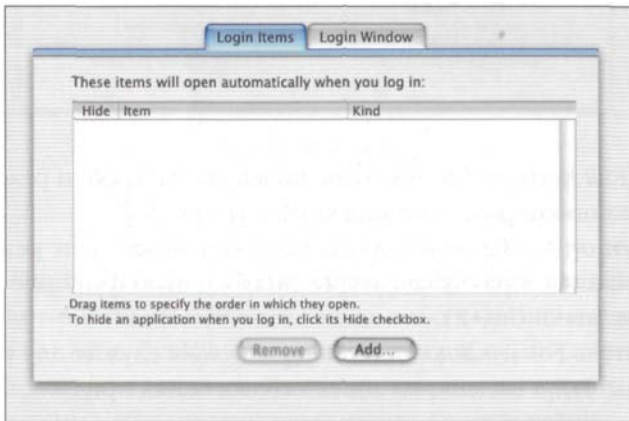 Login Items Login Window
These items will open automatically when you log in:
Hide Item Kind
Drag items to specify the order in which they open.
To hide an application when you log in, click its Hide checkbox.
Remove Add...